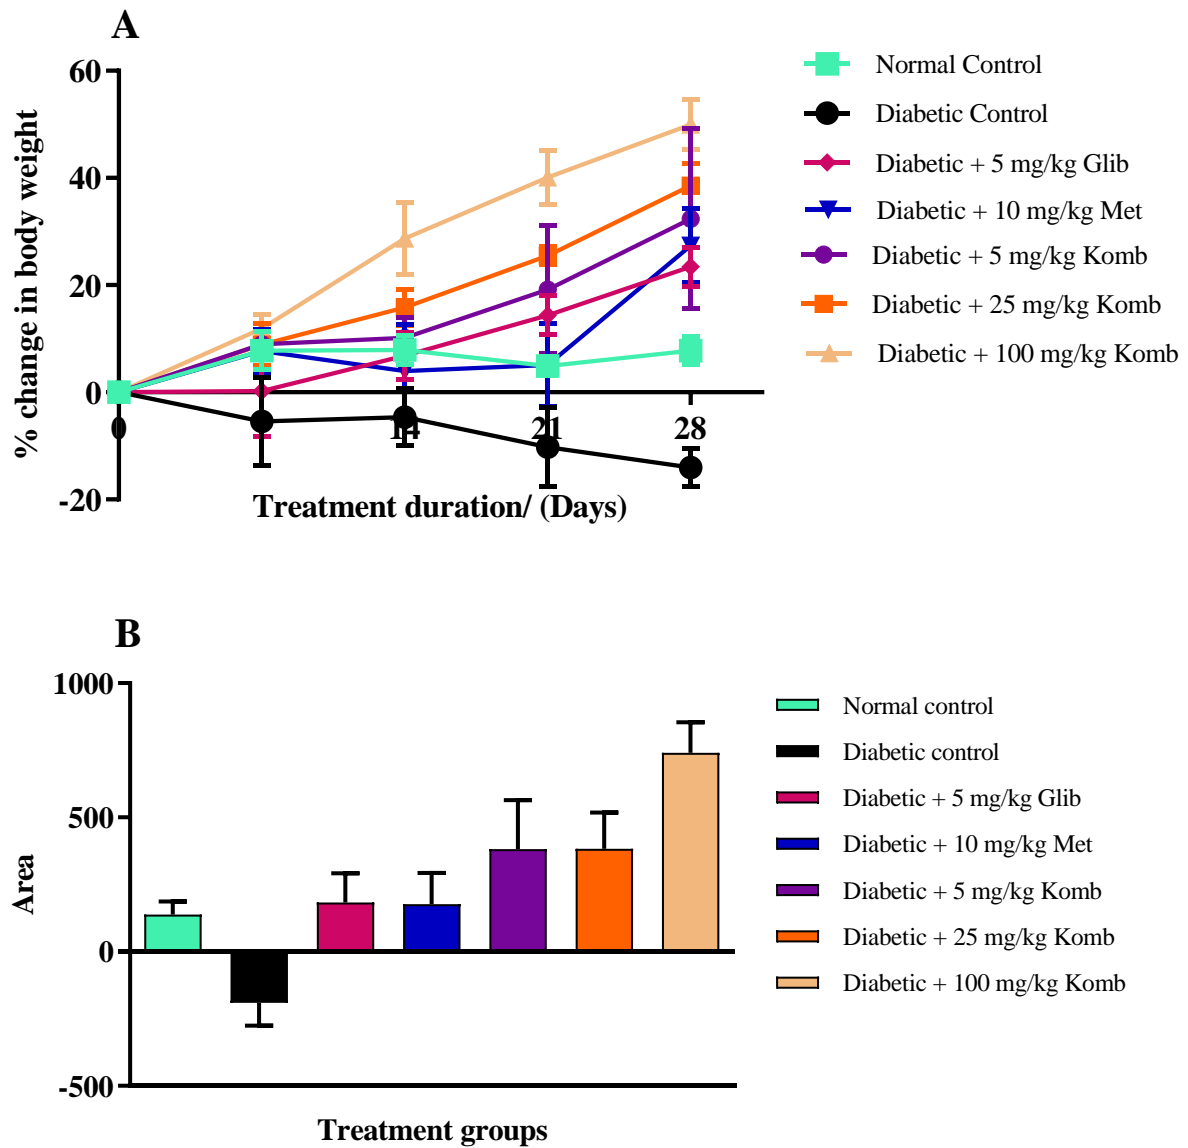 A
% change in body weight
60
40
20
0
-20
0
14
21
28
Treatment duration/ (Days)
Normal Control
Diabetic Control
Diabetic + 5 mg/kg Glib
Diabetic + 10 mg/kg Met
Diabetic + 5 mg/kg Komb
Diabetic + 25 mg/kg Komb
Diabetic + 100 mg/kg Komb
B
Area
1000
500
0
-500
Treatment groups
Normal control
Diabetic control
Diabetic + 5 mg/kg Glib
Diabetic + 10 mg/kg Met
Diabetic + 5 mg/kg Komb
Diabetic + 25 mg/kg Komb
Diabetic + 100 mg/kg Komb